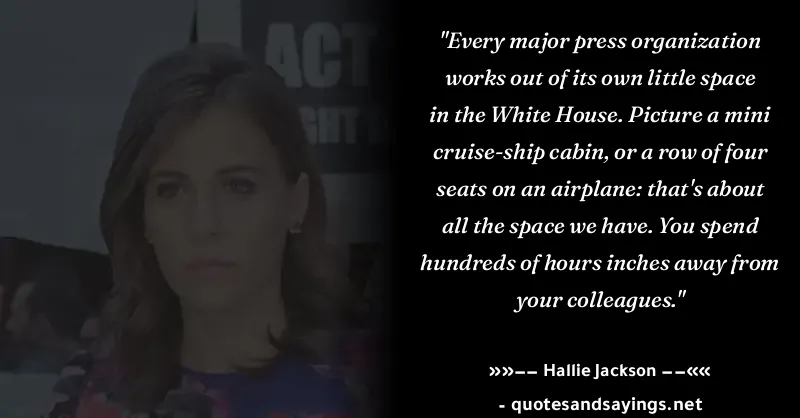 ACT
GHT
"Every major press organization
works out of its own little space
in the White House. Picture a mini
cruise-ship cabin, or a row of four
seats on an airplane: that's about
all the space we have. You spend
hundreds of hours inches away from
your colleagues."
»»−− Hallie Jackson −−««
- quotesandsayings.net